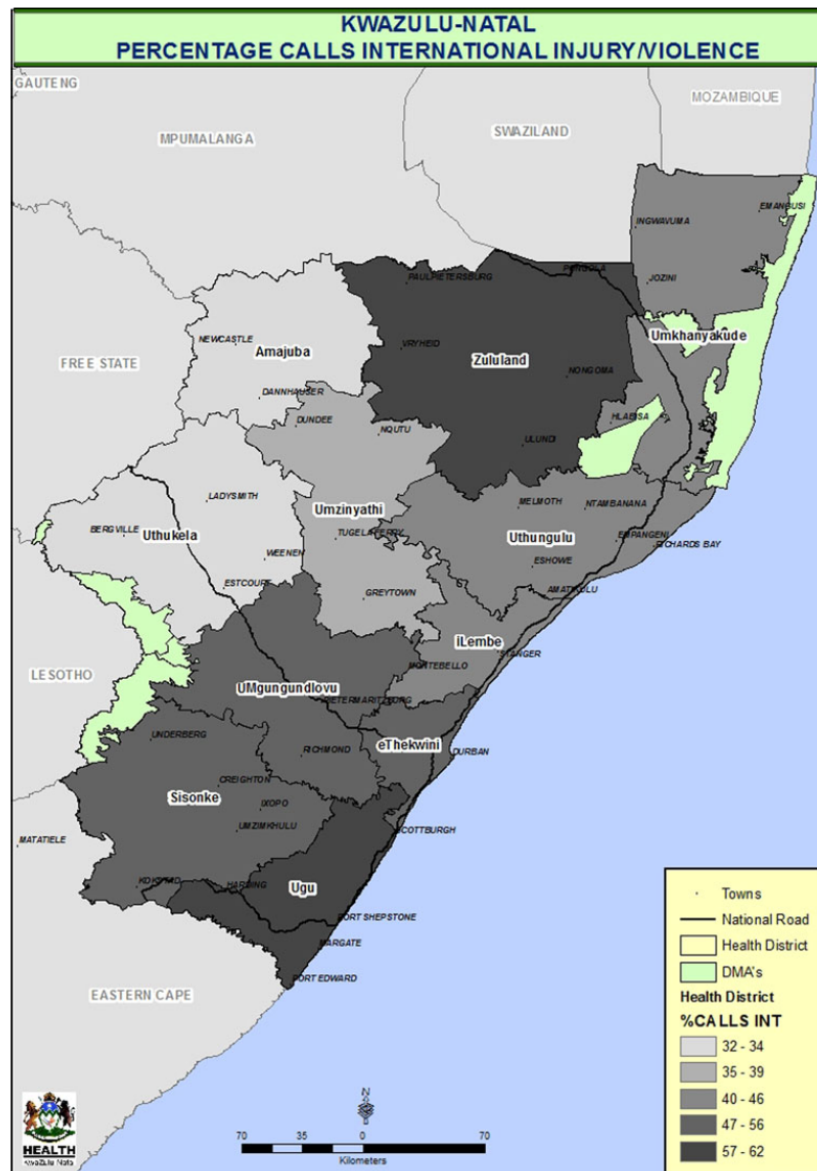 KWAZULU-NATAL
PERCENTAGE CALLS INTERNATIONAL INJURY/VIOLENCE
GAUTENG
MOZAMBIQUE
SWAZILAND
MPUMALANGA
EMANBUSI
INGWAVUMA
PONGOLA
PAULPIETERSBURG
JOZINI
Umkhanyakude
NEWCASTLE
Amajuba
VRYHEID
Zululand
FREE STATE
NONGOMA
DANNHAUSER
HLABISA
DUNDEE
NQUTU
ULUNDI
LADYSMITH
Umzinyathi
MELMOTH
NTAMBANANA
BERGVILLE
Uthukela
TUGELA FERRY
Uthungulu
EMPANGENI
RICHARDS BAY
WEENEN
ESHOWE
ESTCOURT
GREYTOWN
AMATIKULU
iLembe
STANGER
LESOTHO
MONTEBELLO
UMgungundlovu
PIETERMARITZBURG
UNDERBERG
RICHMOND
eThekwini
DURBAN
CREIGHTON
Sisonke
IXOPO
UMZIMKHULU
SCOTTBURGH
MATATIELE
KOKSTAD
HARDING
Ugu
PORT SHEPSTONE
MARGATE
PORT EDWARD
EASTERN CAPE
Towns
National Road
Health District
DMA's
Health District
%CALLS INT
32 - 34
35 - 39
40 - 46
47 - 56
57 - 62
N
70 35 0 70
Kilometers
HEALTH
KwaZulu Natal